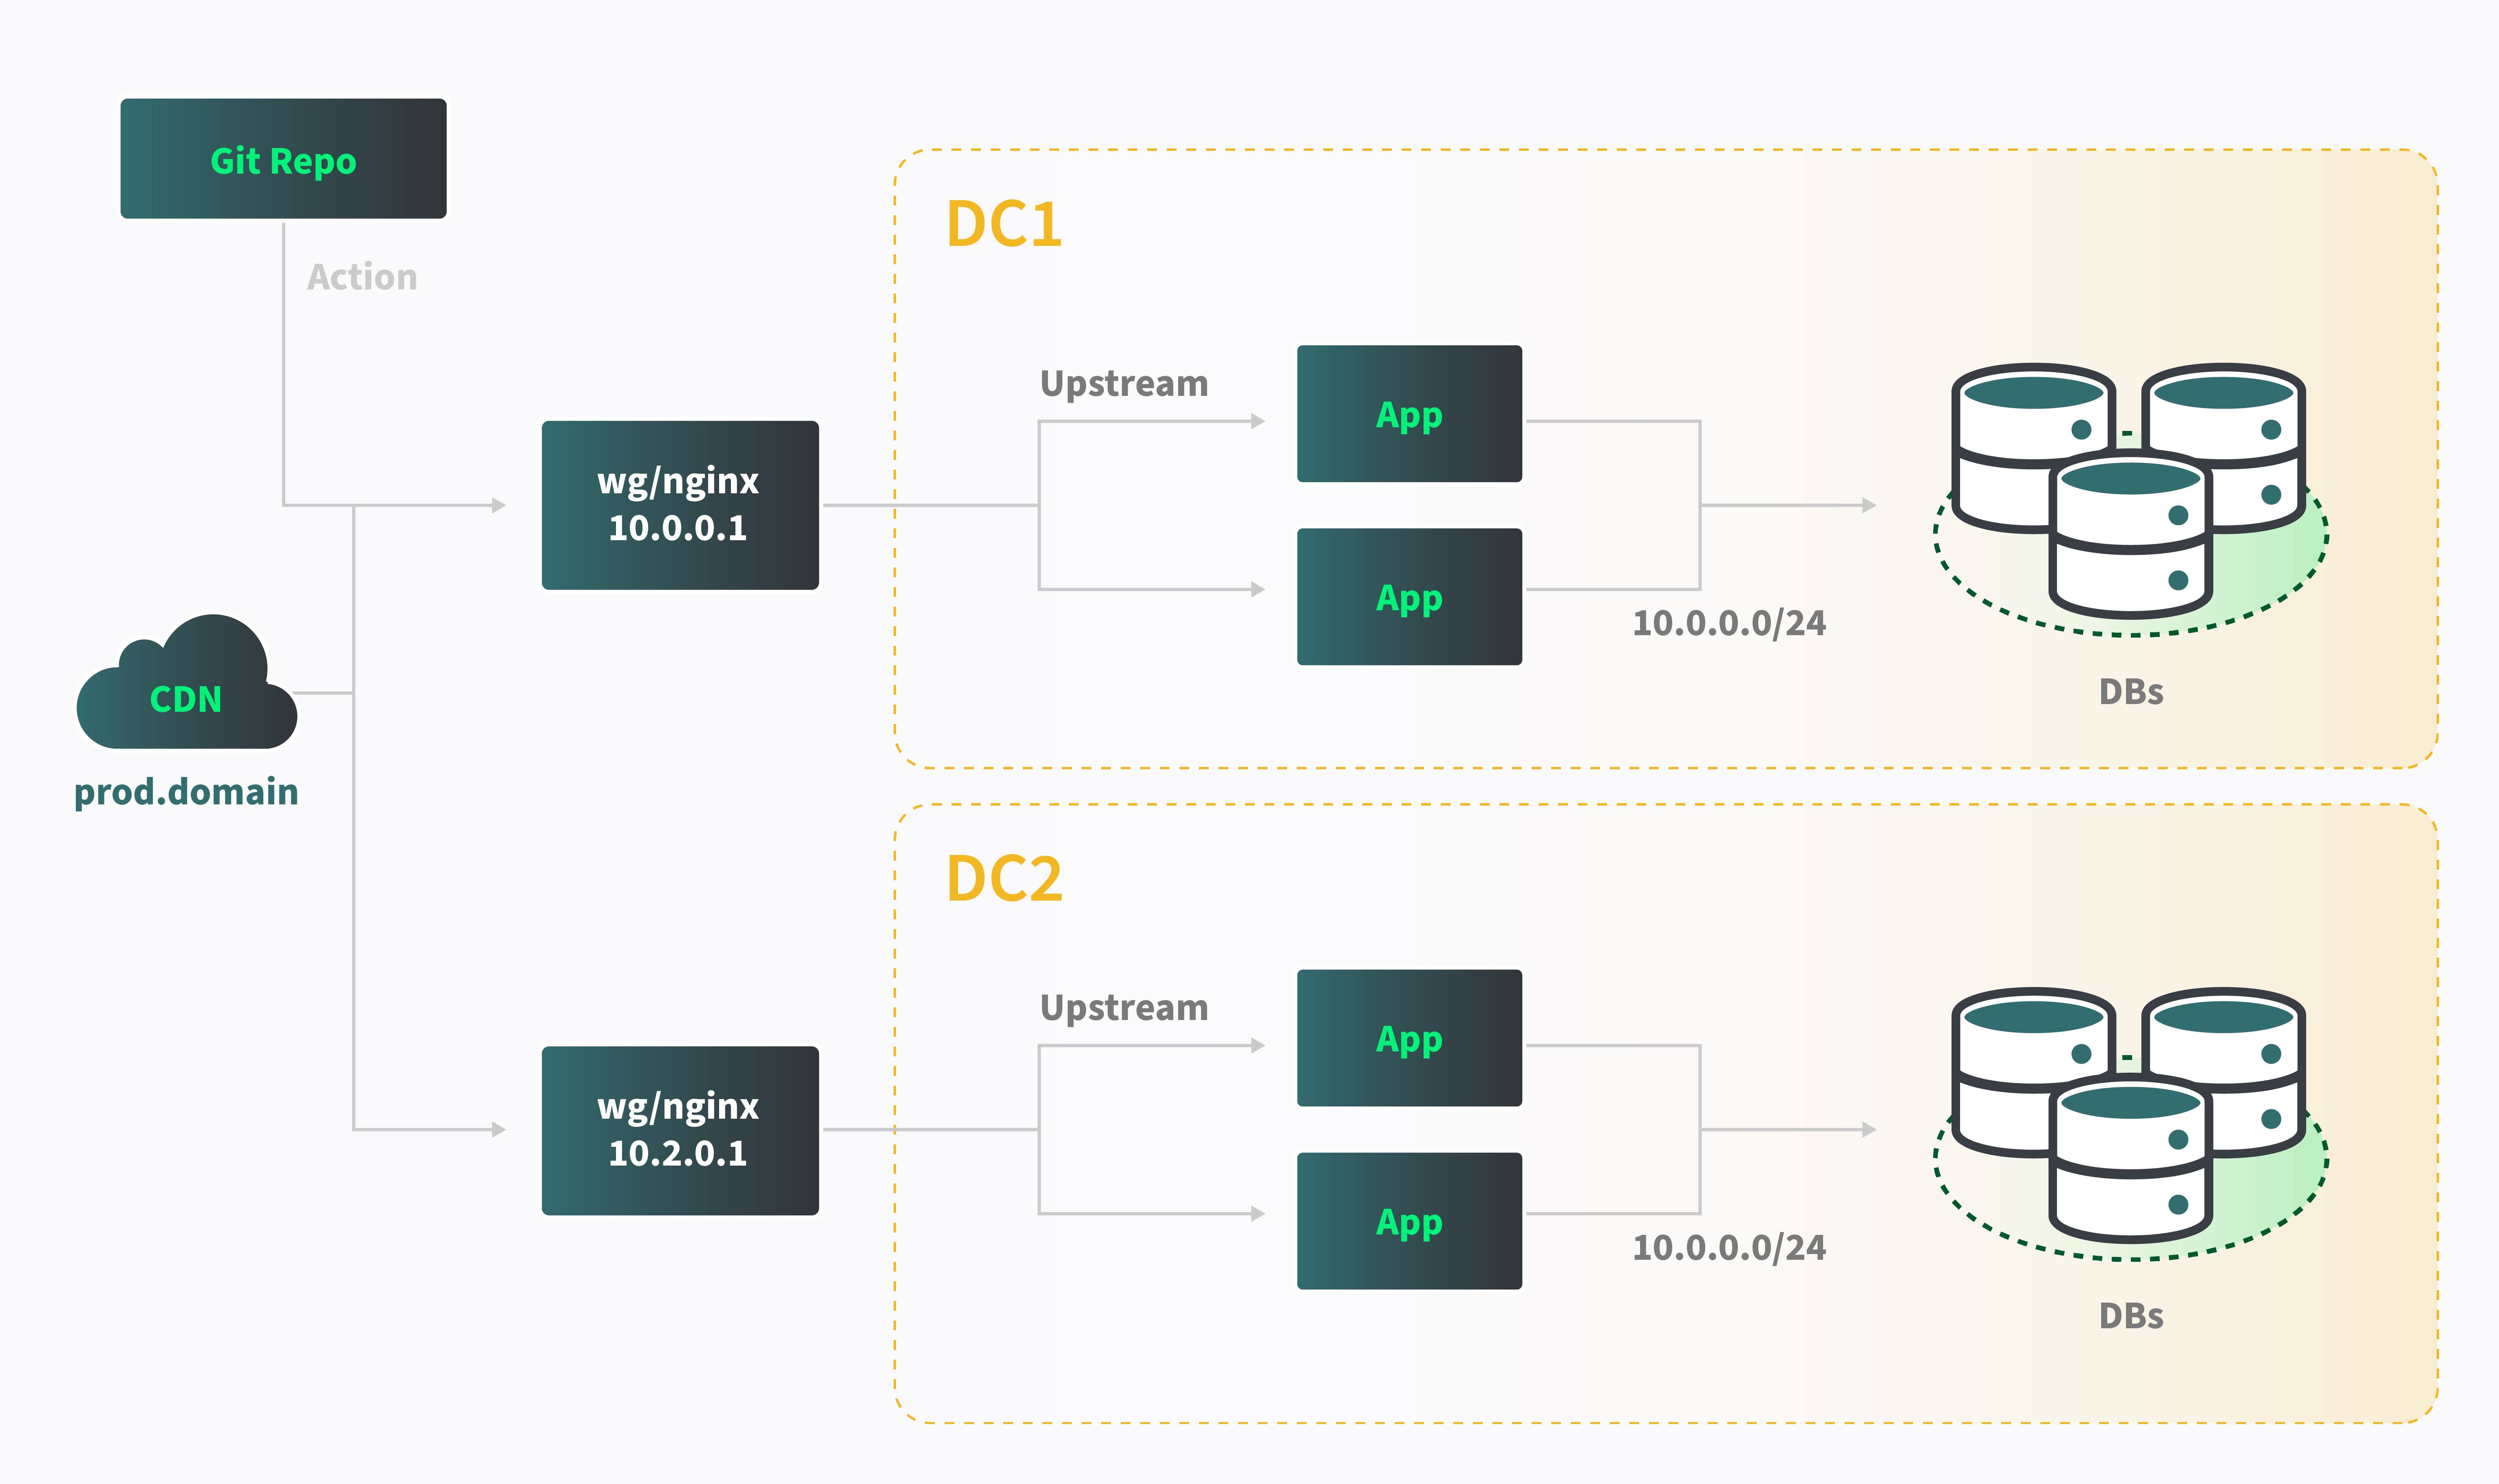 Git Repo
Action
CDN
prod.domain
wg/nginx
10.0.0.1
DC1
Upstream
App
App
10.0.0.0/24
DBs
wg/nginx
10.2.0.1
DC2
Upstream
App
App
10.0.0.0/24
DBs